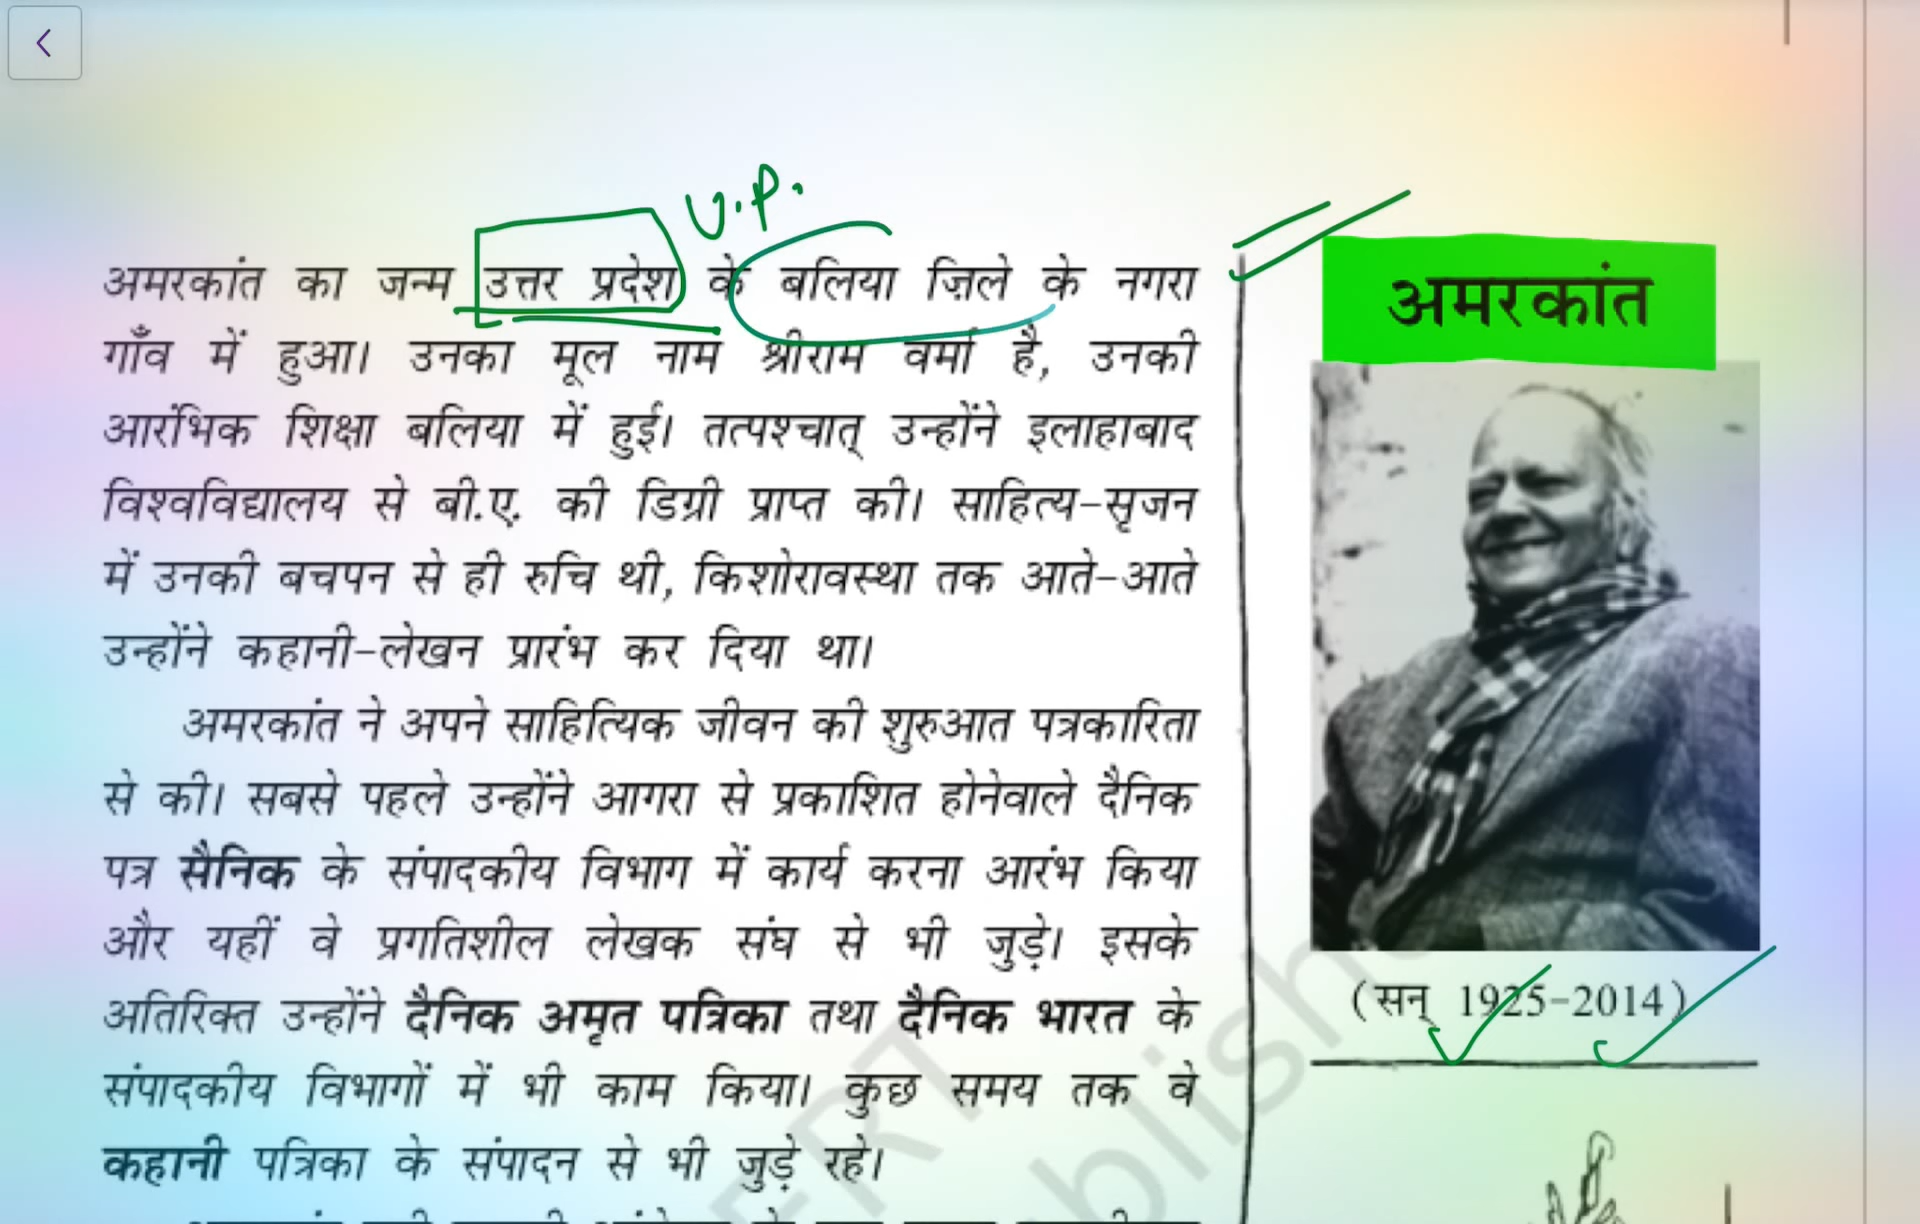 U.P.
अमरकांत का जन्म उत्तर प्रदेश के बलिया ज़िले के नगरा
गाँव में हुआ। उनका मूल नाम श्रीराम वर्मा है, उनकी
आरंभिक शिक्षा बलिया में हुई। तत्पश्चात् उन्होंने इलाहाबाद
विश्वविद्यालय से बी.ए. की डिग्री प्राप्त की। साहित्य-सृजन
में उनकी बचपन से ही रुचि थी, किशोरावस्था तक आते-आते
उन्होंने कहानी-लेखन प्रारंभ कर दिया था।
अमरकांत ने अपने साहित्यिक जीवन की शुरुआत पत्रकारिता
से की। सबसे पहले उन्होंने आगरा से प्रकाशित होनेवाले दैनिक
पत्र सैनिक के संपादकीय विभाग में कार्य करना आरंभ किया
और यहीं वे प्रगतिशील लेखक संघ से भी जुड़े। इसके
अतिरिक्त उन्होंने दैनिक अमृत पत्रिका तथा दैनिक भारत के
संपादकीय विभागों में भी काम किया। कुछ समय तक वे
कहानी पत्रिका के संपादन से भी जुड़े रहे।
अमरकांत
(सन् 1925-2014)